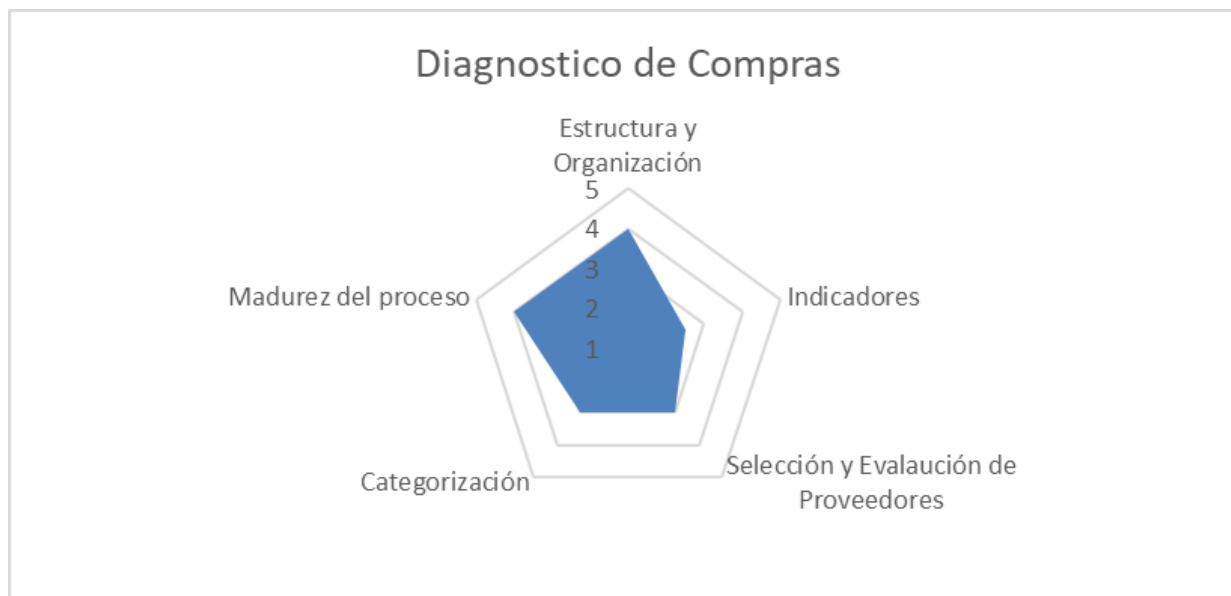 Diagnostico de Compras
Estructura y
Organización
5
4
3
2
1
Madurez del proceso
Indicadores
Categorización
Selección y Evalaución de
Proveedores